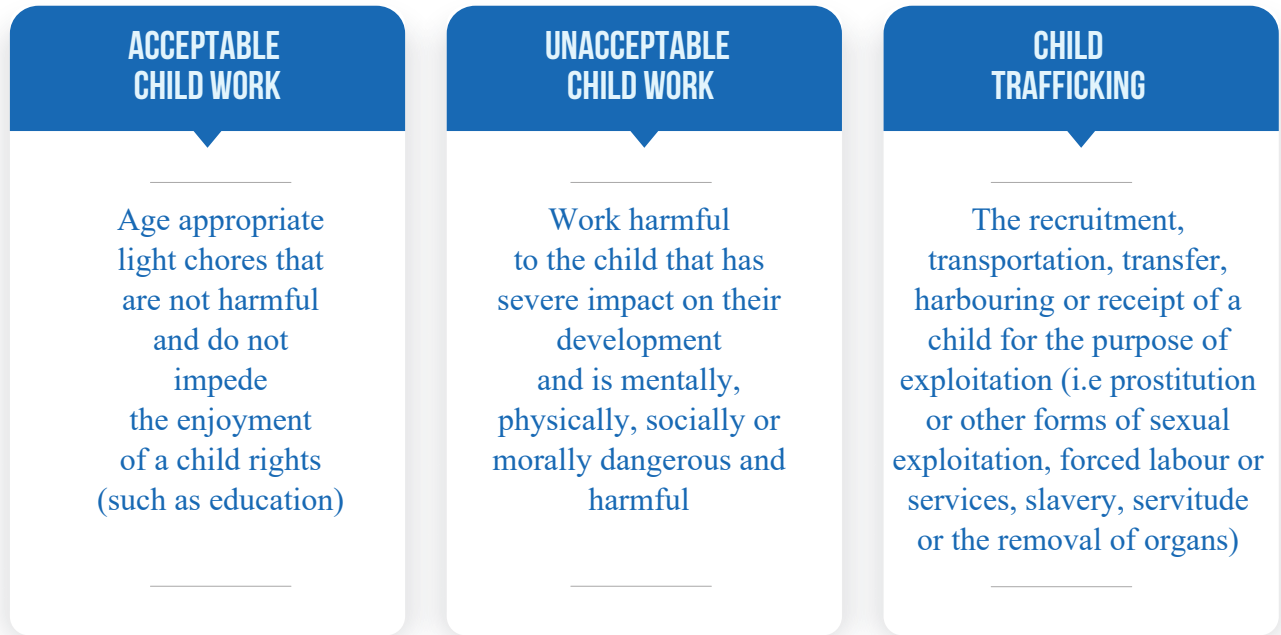 ACCEPTABLE
CHILD WORK
Age appropriate
light chores that
are not harmful
and do not
impede
the enjoyment
of a child rights
(such as education)
UNACCEPTABLE
CHILD WORK
Work harmful
to the child that has
severe impact on their
development
and is mentally,
physically, socially or
morally dangerous and
harmful
CHILD
TRAFFICKING
The recruitment,
transportation, transfer,
harbouring or receipt of a
child for the purpose of
exploitation (i.e prostitution
or other forms of sexual
exploitation, forced labour or
services, slavery, servitude
or the removal of organs)